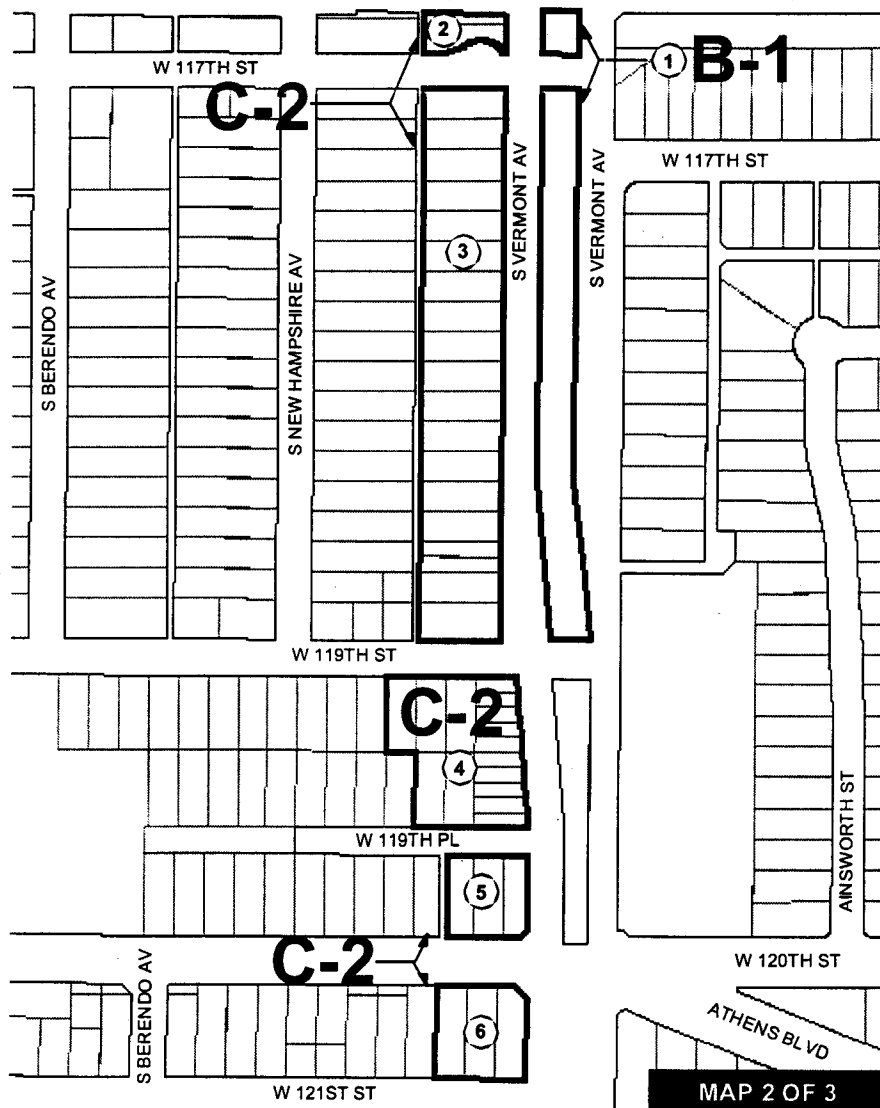 2
1
B-1
W 117TH ST
C-2
W 117TH ST
S VERMONT AV
S VERMONT AV
3
S BERENDO AV
S NEW HAMPSHIRE AV
W 119TH ST
C-2
4
W 119TH PL
AINSWORTH ST
5
C-2
S BERENDO AV
W 120TH ST
6
ATHENS BLVD
W 121ST ST
MAP 2 OF 3